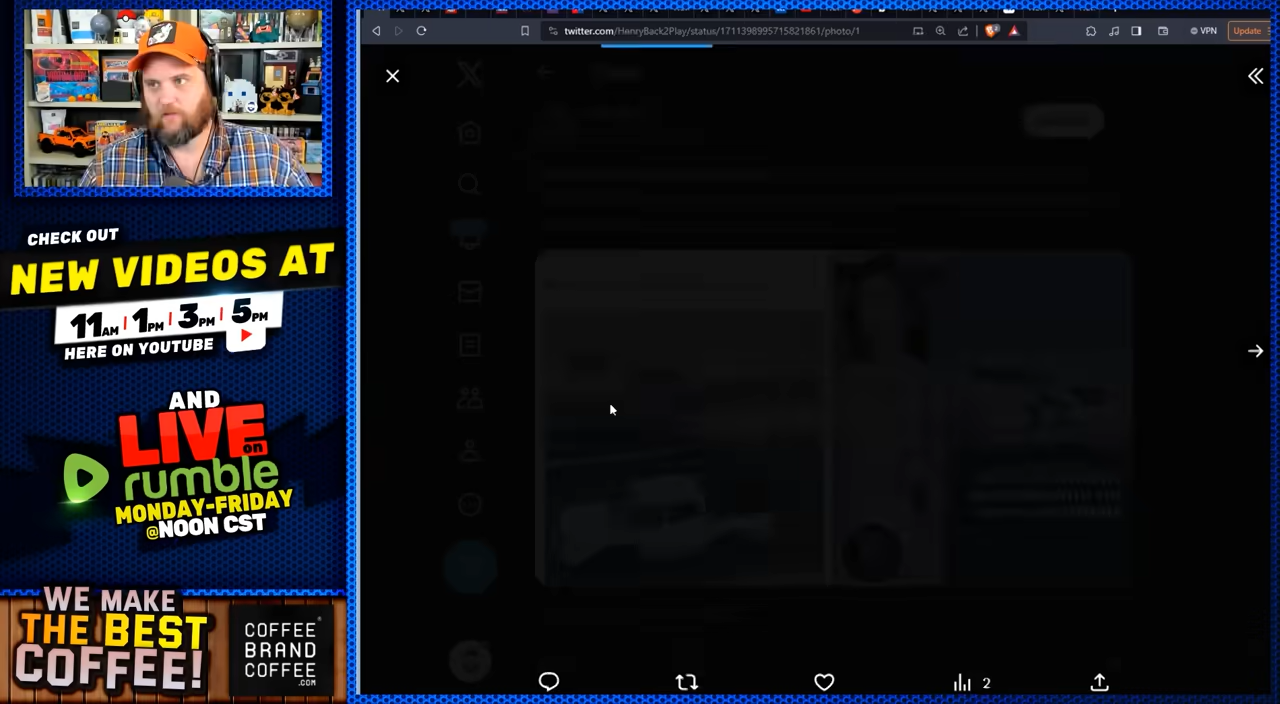 twitter.com/HenryBack2Play/status/1711398995715821861/photo/1
VPN
Update
CHECK OUT
NEW VIDEOS AT
11AM | 1PM | 3PM | 5PM
HERE ON YOUTUBE
AND
LIVE on
rumble
MONDAY-FRIDAY
@NOON CST
WE MAKE
THE BEST
COFFEE!
COFFEE
BRAND
COFFEE
.COM
2